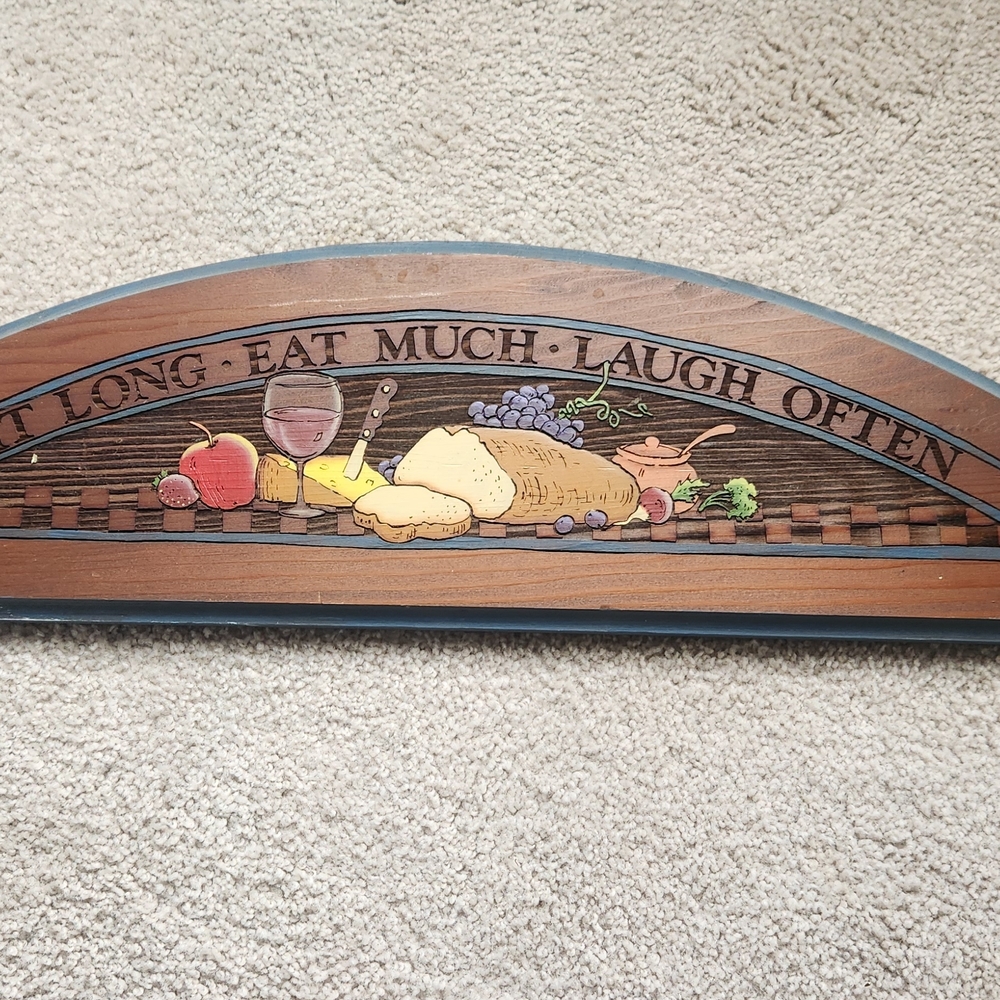 LONG · EAT MUCH · LAUGH OFTEN